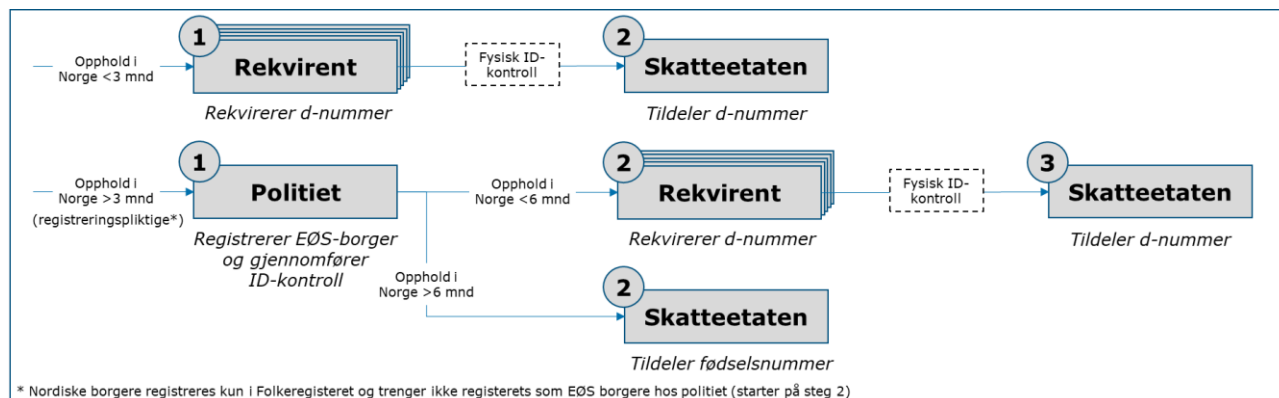 1
Opphold i
Norge <3 mnd
Rekvirent
Rekvirerer d-nummer
Fysisk ID-
kontroll
2
Skatteetaten
Tildeler d-nummer
1
Opphold i
Norge >3 mnd
(registreringspliktige*)
Politiet
Registrerer EØS-borger
og gjennomfører
ID-kontroll
Opphold i
Norge <6 mnd
2
Rekvirent
Rekvirerer d-nummer
Fysisk ID-
kontroll
3
Skatteetaten
Tildeler d-nummer
Opphold i
Norge >6 mnd
2
Skatteetaten
Tildeler fødselsnummer
* Nordiske borgere registreres kun i Folkeregisteret og trenger ikke registerets som EØS borgere hos politiet (starter på steg 2)